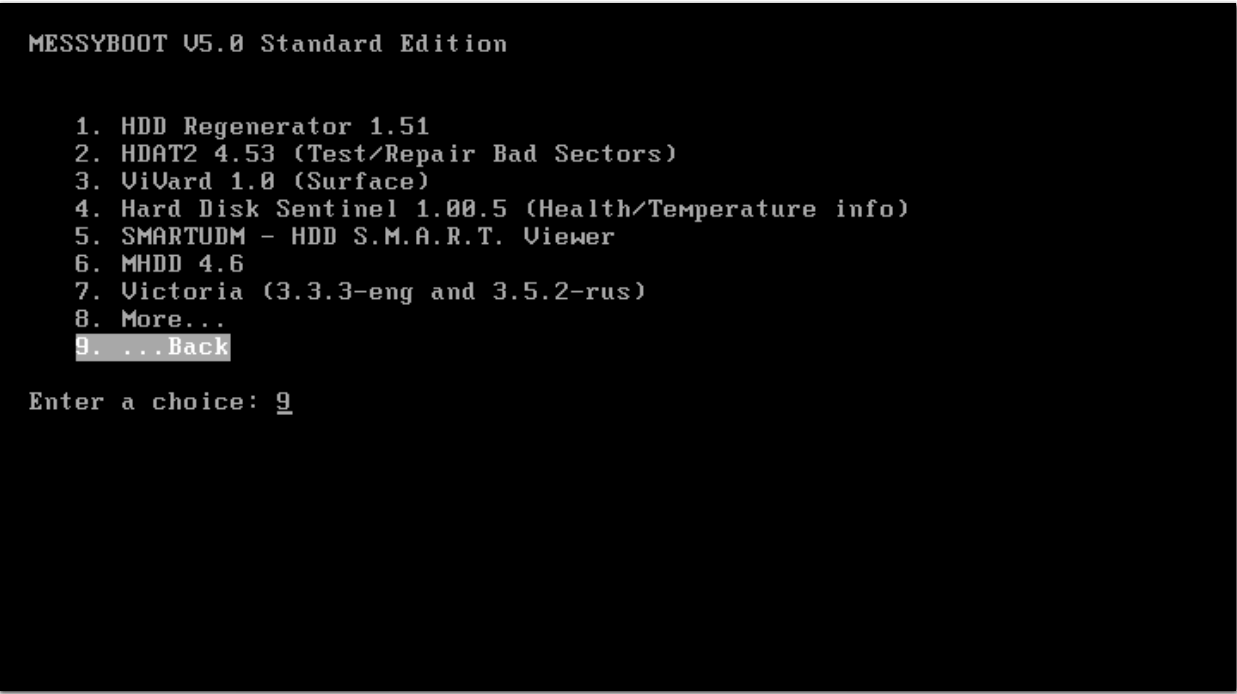 MESSYBOOT V5.0 Standard Edition
1. HDD Regenerator 1.51
2. HDAT2 4.53 (Test/Repair Bad Sectors)
3. ViVard 1.0 (Surface)
4. Hard Disk Sentinel 1.00.5 (Health/Temperature info)
5. SMARTUDM - HDD S.M.A.R.T. Viewer
6. MHDD 4.6
7. Victoria (3.3.3-eng and 3.5.2-rus)
8. More...
9. ...Back
Enter a choice: 9